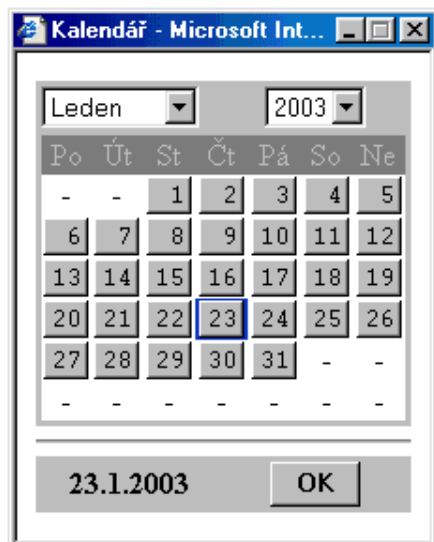 Kalendář - Microsoft Int...
Leden 2003
Po Út St Čt Pá So Ne
- - 1 2 3 4 5
6 7 8 9 10 11 12
13 14 15 16 17 18 19
20 21 22 23 24 25 26
27 28 29 30 31 - -
- - - - - - -
23.1.2003 OK